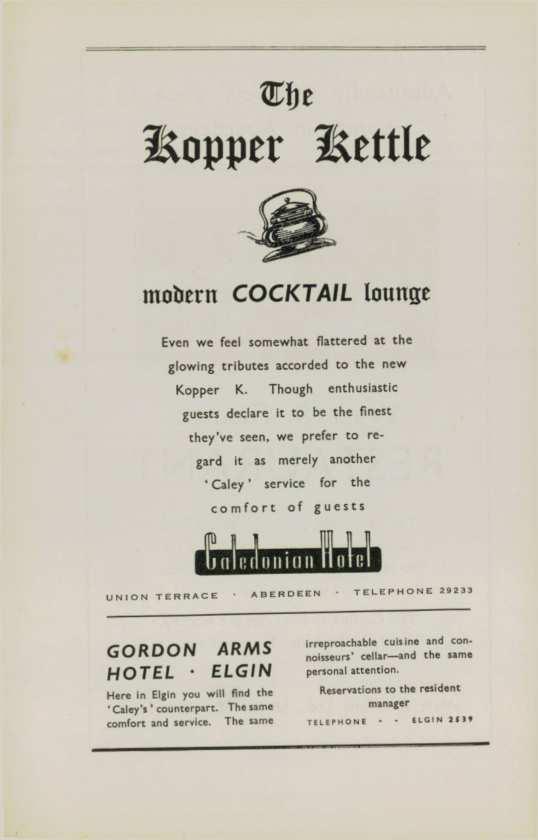 The
Kopper Kettle
modern COCKTAIL lounge
Even we feel somewhat flattered at the
glowing tributes accorded to the new
Kopper K. Though enthusiastic
guests declare it to be the finest
they've seen, we prefer to re-
gard it as merely another
'Caley' service for the
comfort of guests
Caledonian Hotel
UNION TERRACE · ABERDEEN · TELEPHONE 29233
GORDON ARMS
HOTEL · ELGIN
Here in Elgin you will find the
'Caley's' counterpart. The same
comfort and service. The same
irreproachable cuisine and con-
noisseurs' cellar—and the same
personal attention.
Reservations to the resident
manager
TELEPHONE · · ELGIN 2539